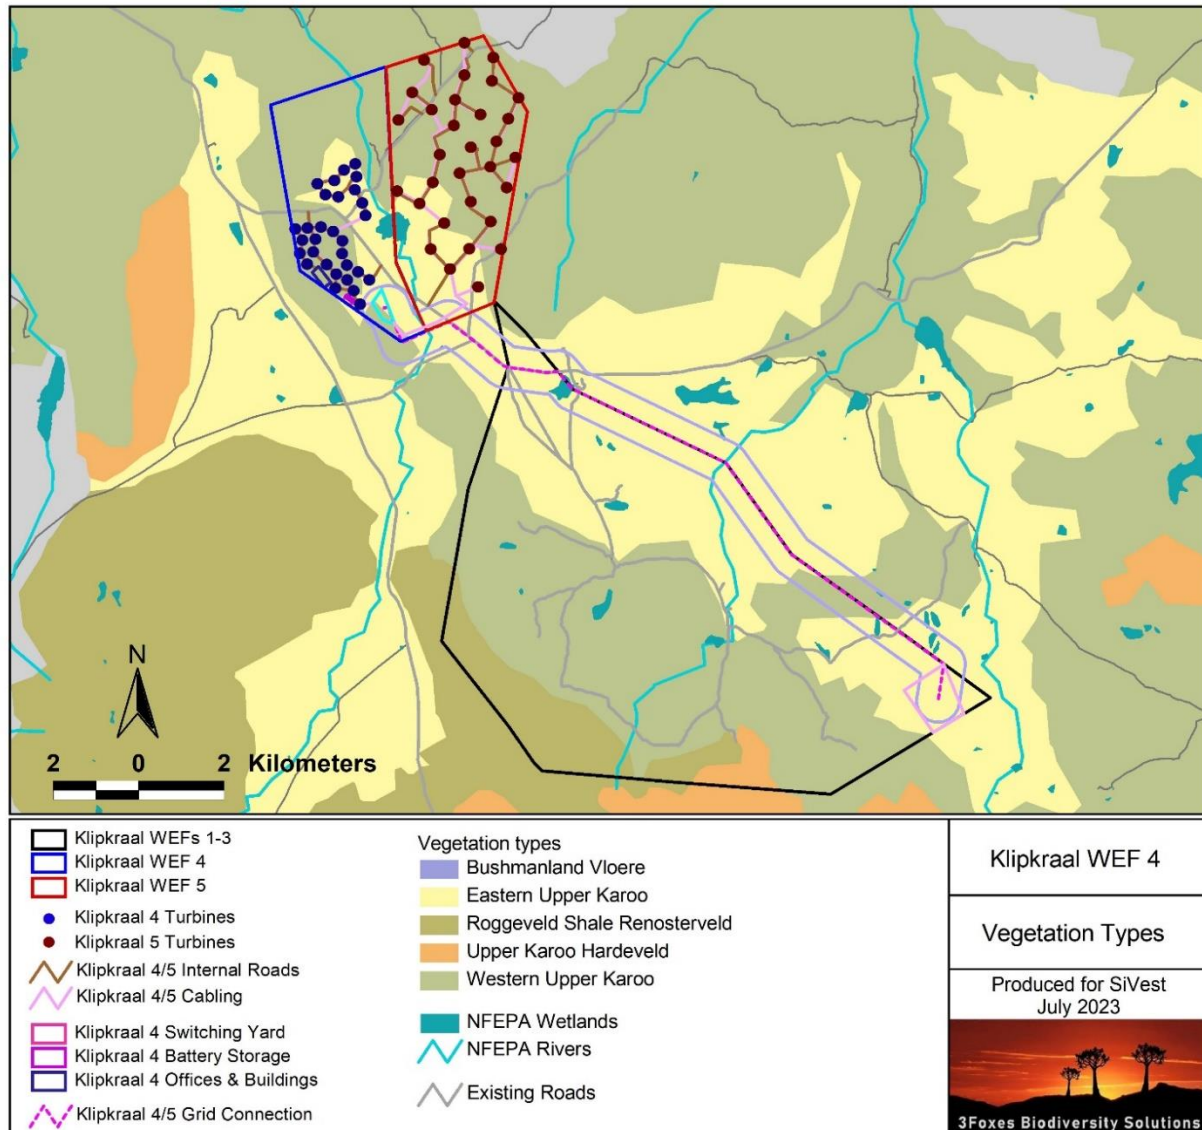 N
2 0 2 Kilometers
Klipkraal WEFs 1-3
Klipkraal WEF 4
Klipkraal WEF 5
Klipkraal 4 Turbines
Klipkraal 5 Turbines
Klipkraal 4/5 Internal Roads
Klipkraal 4/5 Cabling
Klipkraal 4 Switching Yard
Klipkraal 4 Battery Storage
Klipkraal 4 Offices & Buildings
Klipkraal 4/5 Grid Connection
Vegetation types
Bushmanland Vloere
Eastern Upper Karoo
Roggeveld Shale Renosterveld
Upper Karoo Hardeveld
Western Upper Karoo
NFEPA Wetlands
NFEPA Rivers
Existing Roads
Klipkraal WEF 4
Vegetation Types
Produced for SiVest
July 2023
3Foxes Biodiversity Solutions